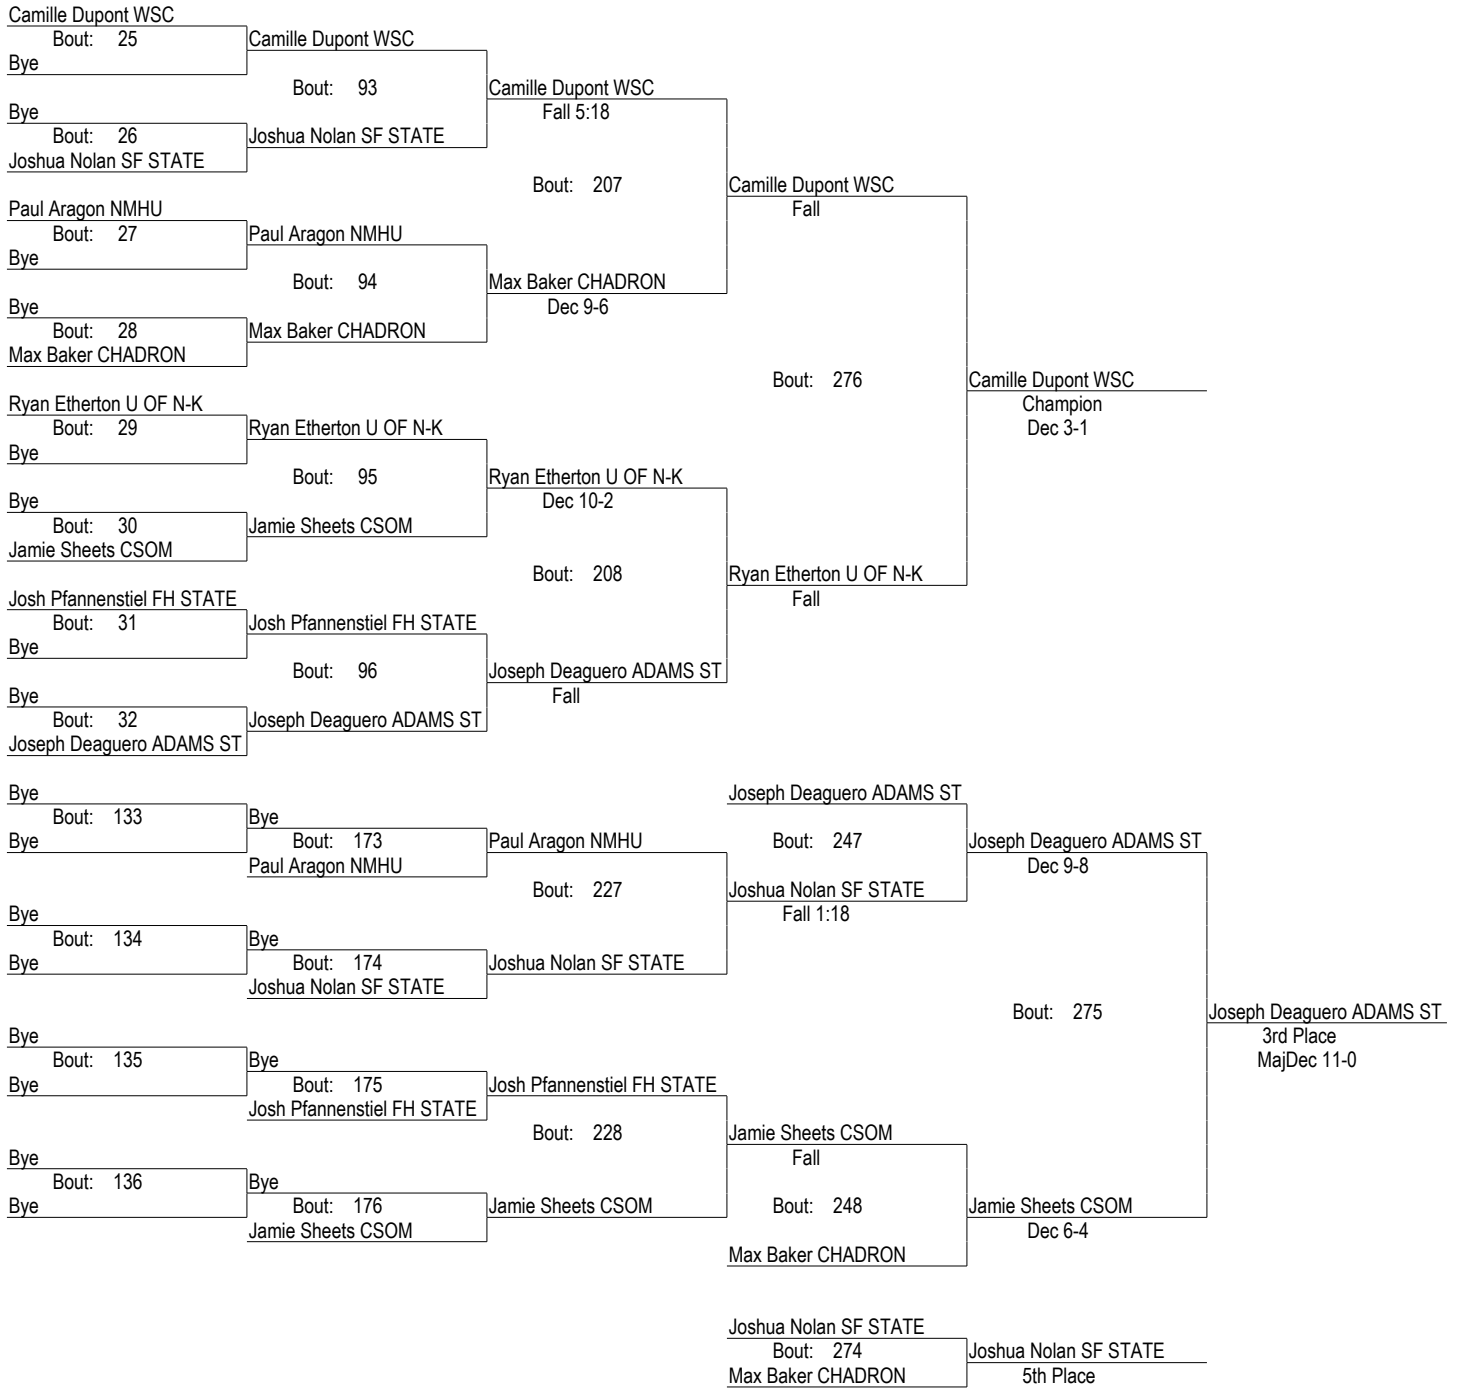 Camille Dupont WSC
Bout: 25
Camille Dupont WSC
Bye
Bout: 93
Camille Dupont WSC
Fall 5:18
Bye
Bout: 26
Joshua Nolan SF STATE
Joshua Nolan SF STATE
Bout: 207
Camille Dupont WSC
Fall
Paul Aragon NMHU
Bout: 27
Paul Aragon NMHU
Bye
Bout: 94
Max Baker CHADRON
Dec 9-6
Bye
Bout: 28
Max Baker CHADRON
Max Baker CHADRON
Bout: 276
Camille Dupont WSC
Champion
Dec 3-1
Ryan Etherton U OF N-K
Bout: 29
Ryan Etherton U OF N-K
Bye
Bout: 95
Ryan Etherton U OF N-K
Dec 10-2
Bye
Bout: 30
Jamie Sheets CSOM
Jamie Sheets CSOM
Bout: 208
Ryan Etherton U OF N-K
Fall
Josh Pfannenstiel FH STATE
Bout: 31
Josh Pfannenstiel FH STATE
Bye
Bout: 96
Joseph Deaguero ADAMS ST
Fall
Bye
Bout: 32
Joseph Deaguero ADAMS ST
Joseph Deaguero ADAMS ST
Bye
Joseph Deaguero ADAMS ST
Bout: 133
Bye
Bye
Bout: 173
Paul Aragon NMHU
Bout: 247
Joseph Deaguero ADAMS ST
Paul Aragon NMHU
Dec 9-8
Bout: 227
Joshua Nolan SF STATE
Fall 1:18
Bye
Bout: 134
Bye
Bye
Bout: 174
Joshua Nolan SF STATE
Joshua Nolan SF STATE
Bout: 275
Joseph Deaguero ADAMS ST
3rd Place
MajDec 11-0
Bye
Bout: 135
Bye
Bye
Bout: 175
Josh Pfannenstiel FH STATE
Josh Pfannenstiel FH STATE
Bout: 228
Jamie Sheets CSOM
Fall
Bye
Bout: 136
Bye
Bye
Bout: 176
Jamie Sheets CSOM
Bout: 248
Jamie Sheets CSOM
Jamie Sheets CSOM
Dec 6-4
Max Baker CHADRON
Joshua Nolan SF STATE
Bout: 274
Joshua Nolan SF STATE
Max Baker CHADRON
5th Place